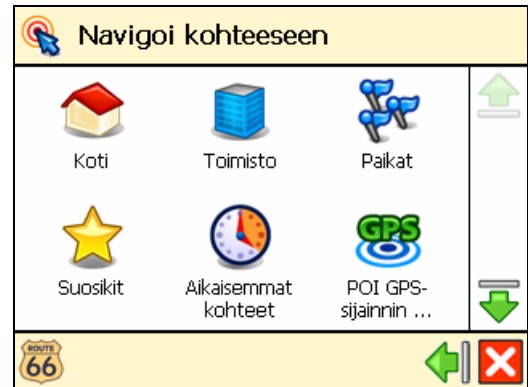 Navigoi kohteeseen
Koti
Toimisto
Paikat
GPS
Suosikit
Aikaisemmat
kohteet
POI GPS-
sijainnin ...
ROUTE
66